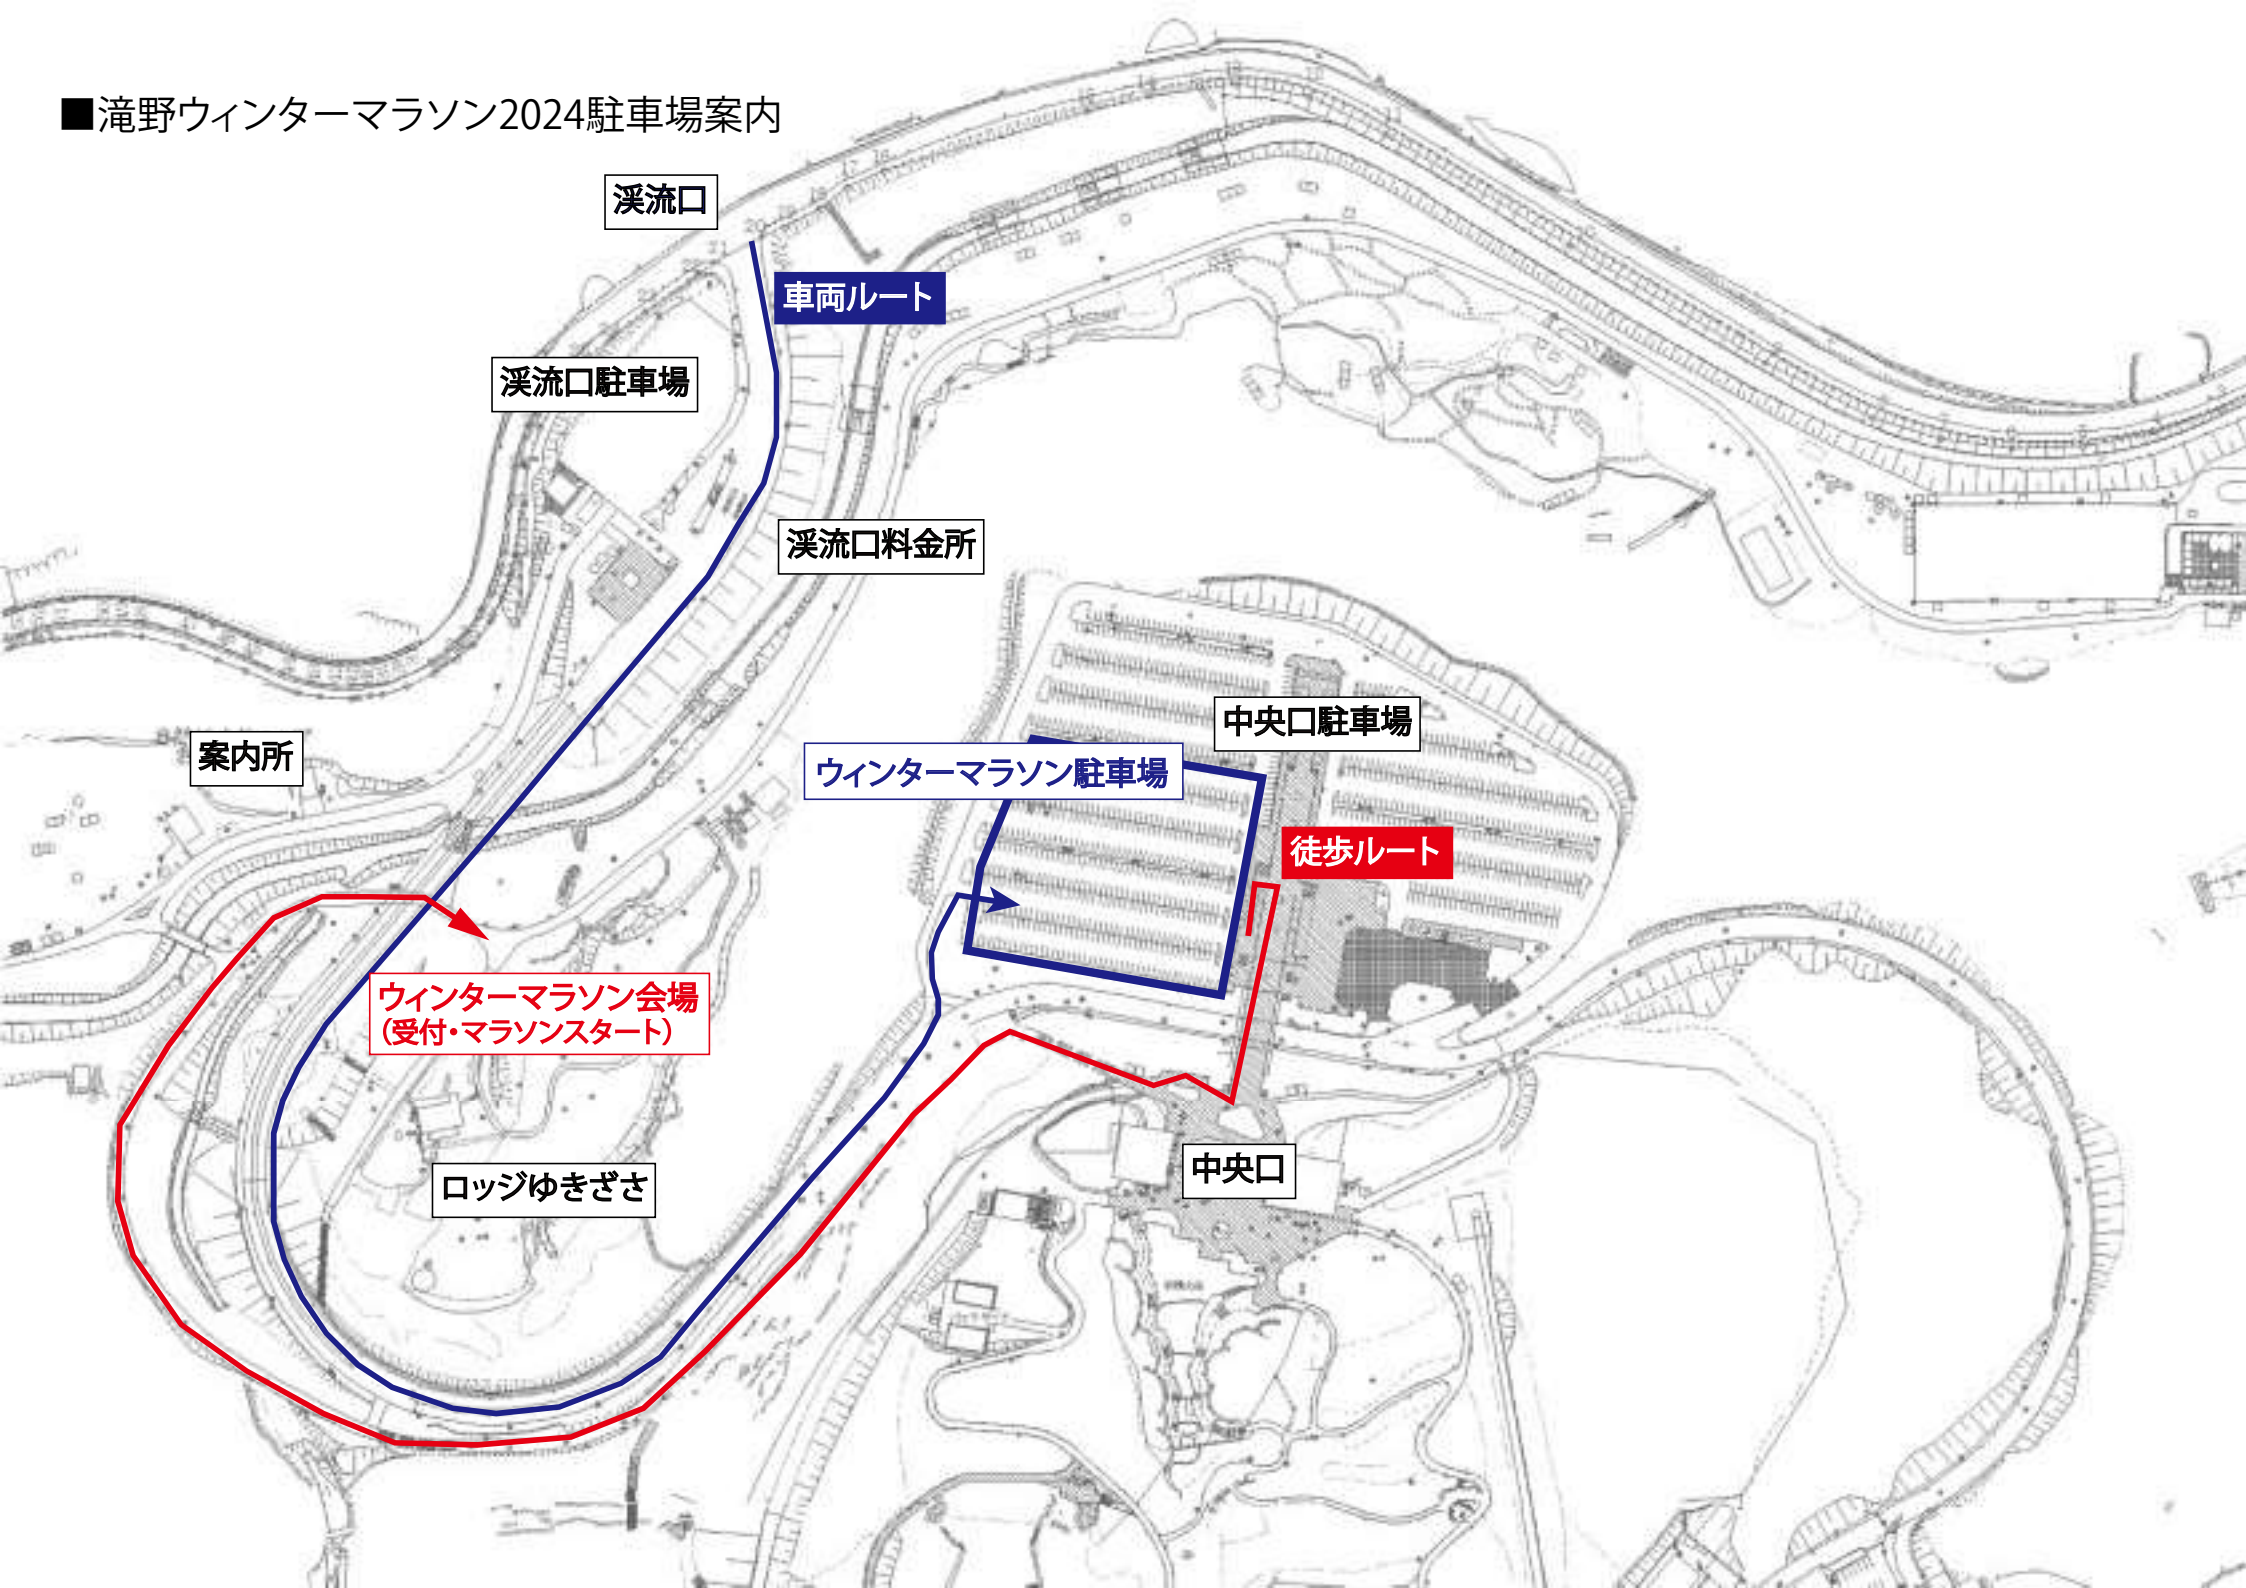 ■滝野ウィンターマラソン2024駐車場案内
渓流口
車両ルート
渓流口駐車場
渓流口料金所
案内所
中央口駐車場
ウィンターマラソン駐車場
徒歩ルート
ウィンターマラソン会場
（受付・マラソンスタート）
中央口
ロッジゆきざさ